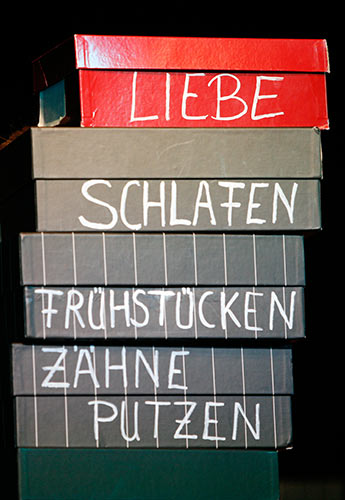 LIEBE
SCHLAFEN
FRÜHSTÜCKEN
ZÄHNE
PUTZEN